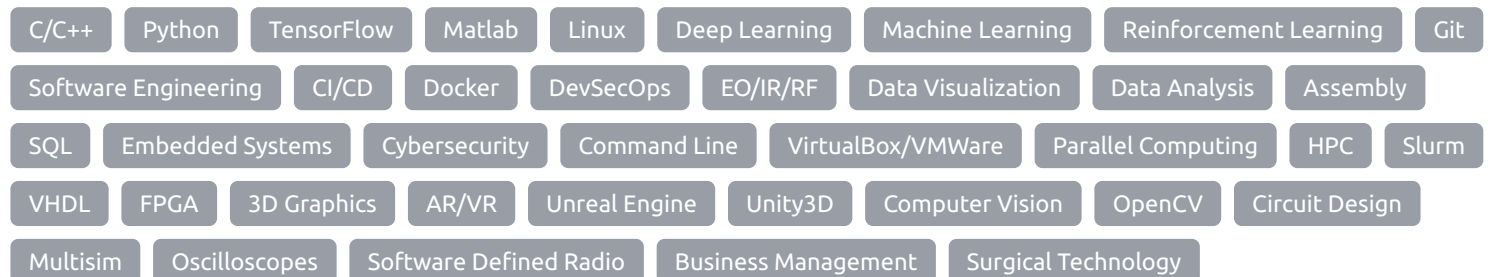 C/C++ Python TensorFlow Matlab Linux Deep Learning Machine Learning Reinforcement Learning Git
Software Engineering CI/CD Docker DevSecOps EO/IR/RF Data Visualization Data Analysis Assembly
SQL Embedded Systems Cybersecurity Command Line VirtualBox/VMWare Parallel Computing HPC Slurm
VHDL FPGA 3D Graphics AR/VR Unreal Engine Unity3D Computer Vision OpenCV Circuit Design
Multisim Oscilloscopes Software Defined Radio Business Management Surgical Technology